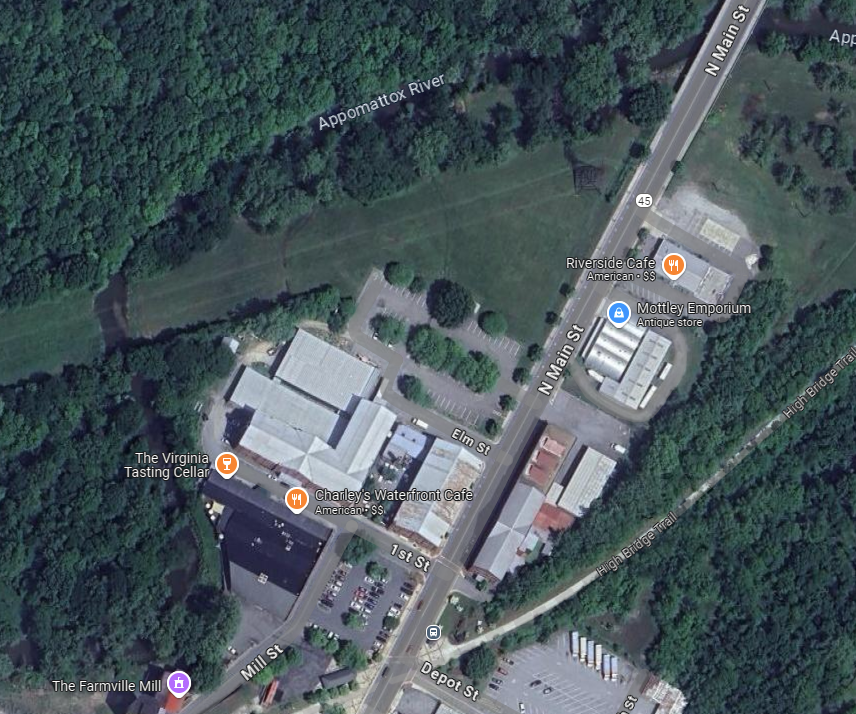 N Main St
App
Appomattox River
45
Riverside Cafe
American • $$
Mottley Emporium
Antique store
N Main St
High Bridge Trail
Elm St
The Virginia
Tasting Cellar
Charley's Waterfront Cafe
American • $$
High Bridge Trail
1st St
Mill St
Depot St
The Farmville Mill
st